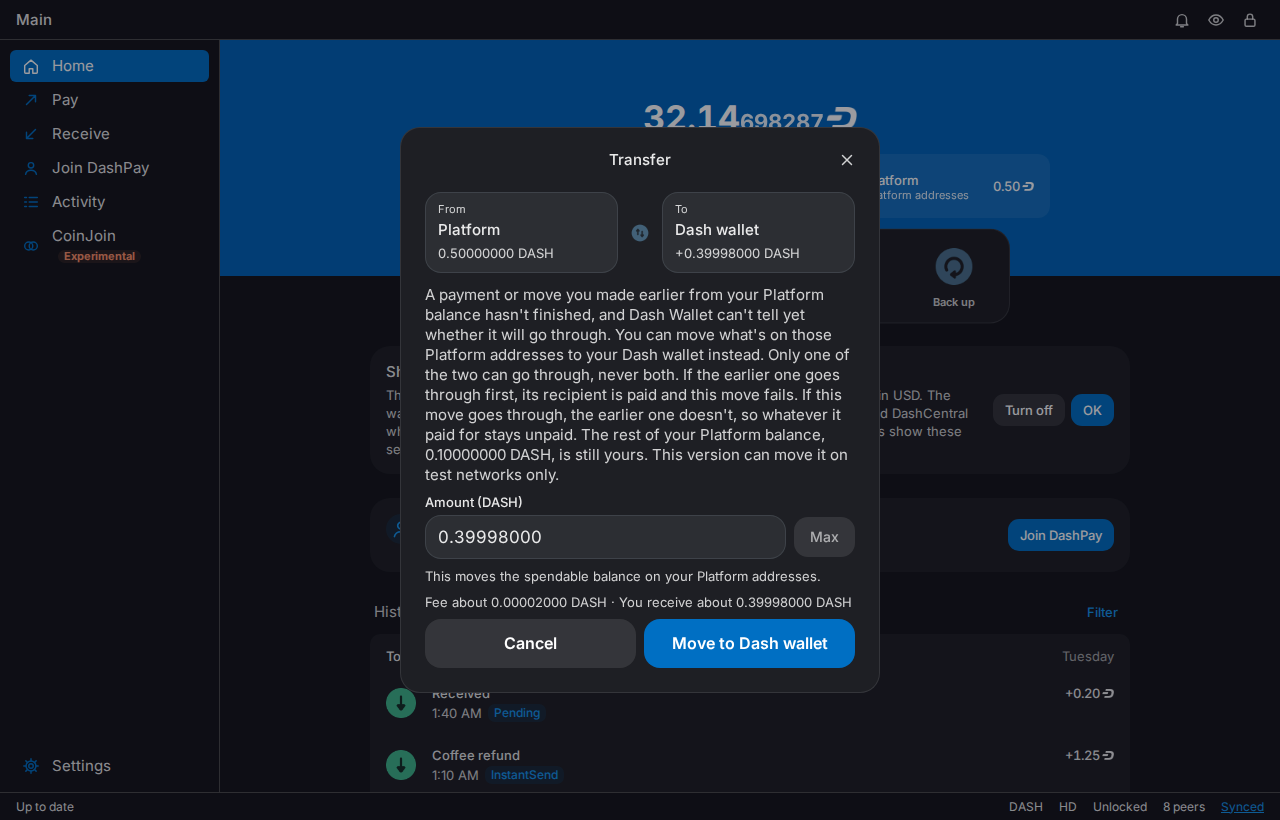 Main
Home
Pay
Receive
Join DashPay
Activity
CoinJoin
Experimental
Settings
32.14698287
0.50
Back up
Transfer
From
Platform
0.50000000 DASH
To
Dash wallet
+0.39998000 DASH
A payment or move you made earlier from your Platform
balance hasn't finished, and Dash Wallet can't tell yet
whether it will go through. You can move what's on those
Platform addresses to your Dash wallet instead. Only one of
the two can go through, never both. If the earlier one goes
through first, its recipient is paid and this move fails. If this
move goes through, the earlier one doesn't, so whatever it
paid for stays unpaid. The rest of your Platform balance,
0.10000000 DASH, is still yours. This version can move it on
test networks only.
Amount (DASH)
0.39998000
Max
This moves the spendable balance on your Platform addresses.
Fee about 0.00002000 DASH · You receive about 0.39998000 DASH
Cancel
Move to Dash wallet
addresses
in USD. The
DashCentral
show these
Turn off
OK
Join DashPay
Filter
Tuesday
Received
+0.20
1:40 AM
Pending
Coffee refund
+1.25
1:10 AM
InstantSend
Up to date
DASH
HD
Unlocked
8 peers
Synced